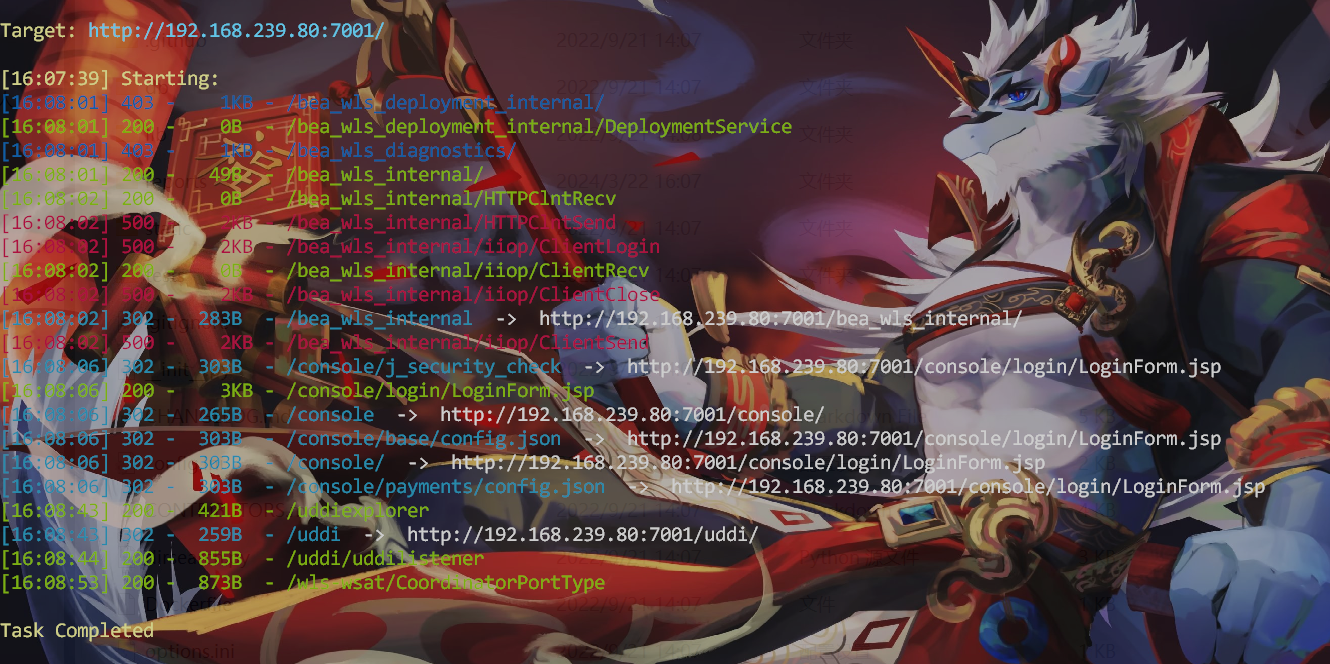 Target: http://192.168.239.80:7001/
[16:07:39] Starting:
[16:08:01] 403 - 1KB - /bea_wls_deployment_internal/
[16:08:01] 200 - 0B - /bea_wls_deployment_internal/DeploymentService
[16:08:01] 403 - 1KB - /bea_wls_diagnostics/
[16:08:01] 200 - 49B - /bea_wls_internal/
[16:08:02] 200 - 0B - /bea_wls_internal/HTTPClntRecv
[16:08:02] 500 - 2KB - /bea_wls_internal/HTTPClntSend
[16:08:02] 500 - 2KB - /bea_wls_internal/iiop/ClientLogin
[16:08:02] 200 - 0B - /bea_wls_internal/iiop/ClientRecv
[16:08:02] 500 - 2KB - /bea_wls_internal/iiop/ClientClose
[16:08:02] 302 - 283B - /bea_wls_internal -> http://192.168.239.80:7001/bea_wls_internal/
[16:08:02] 500 - 2KB - /bea_wls_internal/iiop/ClientSend
[16:08:06] 302 - 303B - /console/j_security_check -> http://192.168.239.80:7001/console/login/LoginForm.jsp
[16:08:06] 200 - 3KB - /console/login/LoginForm.jsp
[16:08:06] 302 - 265B - /console -> http://192.168.239.80:7001/console/
[16:08:06] 302 - 303B - /console/base/config.json -> http://192.168.239.80:7001/console/login/LoginForm.jsp
[16:08:06] 302 - 303B - /console/ -> http://192.168.239.80:7001/console/login/LoginForm.jsp
[16:08:06] 302 - 303B - /console/payments/config.json -> http://192.168.239.80:7001/console/login/LoginForm.jsp
[16:08:43] 200 - 421B - /uddiexplorer
[16:08:43] 302 - 259B - /uddi -> http://192.168.239.80:7001/uddi/
[16:08:44] 200 - 855B - /uddi/uddilistener
[16:08:53] 200 - 873B - /wls-wsat/CoordinatorPortType
Task Completed